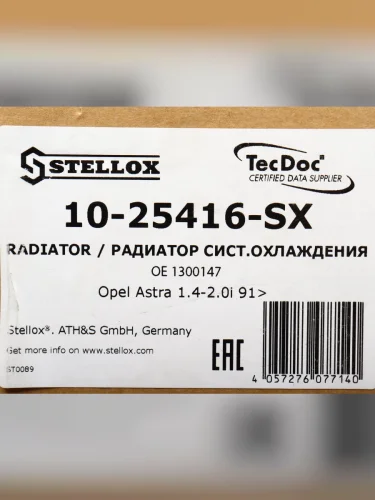 STELLOX
TecDoc®
CERTIFIED DATA SUPPLIER
10-25416-SX
RADIATOR / РАДИАТОР СИСТ.ОХЛАЖДЕНИЯ
OE 1300147
Opel Astra 1.4-2.0i 91>
Stellox®. ATH&S GmbH, Germany
Get more info on www.stellox.com
ST0089
EAC
4 057276 077140